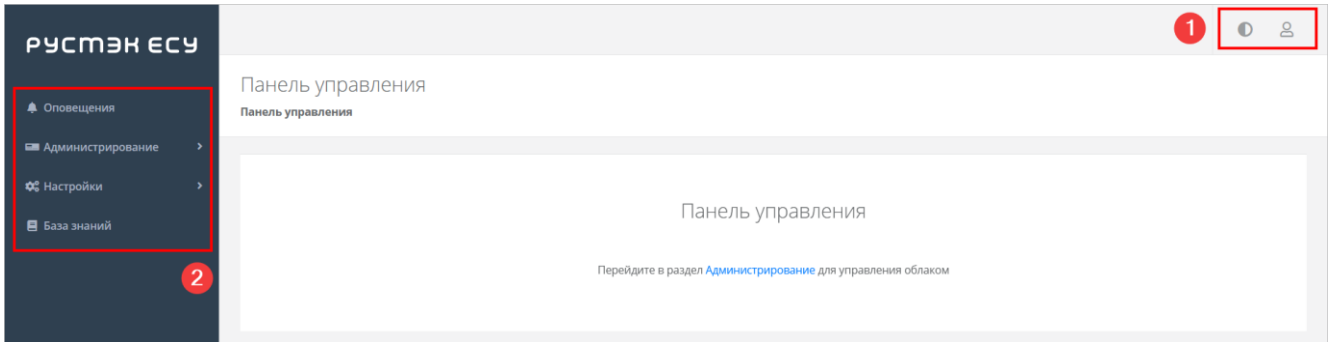 РУСТЭК ЕСУ
1
Панель управления
Панель управления
Оповещения
Администрирование
Настройки
База знаний
2
Панель управления
Перейдите в раздел Администрирование для управления облаком